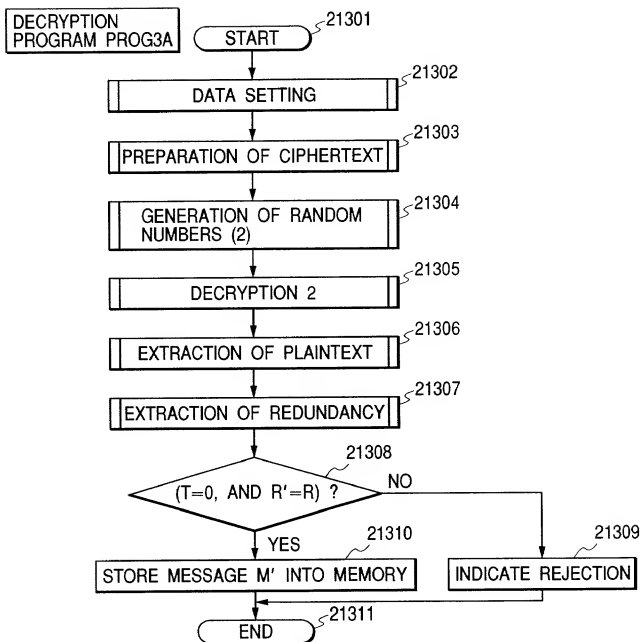 DECRYPTION
PROGRAM PROG3A
START
21301
21302
DATA SETTING
21303
PREPARATION OF CIPHERTEXT
21304
GENERATION OF RANDOM
NUMBERS (2)
21305
DECRYPTION 2
21306
EXTRACTION OF PLAINTEXT
21307
EXTRACTION OF REDUNDANCY
21308
(T=0, AND R'=R) ?
NO
YES
21310
STORE MESSAGE M' INTO MEMORY
21309
INDICATE REJECTION
END
21311